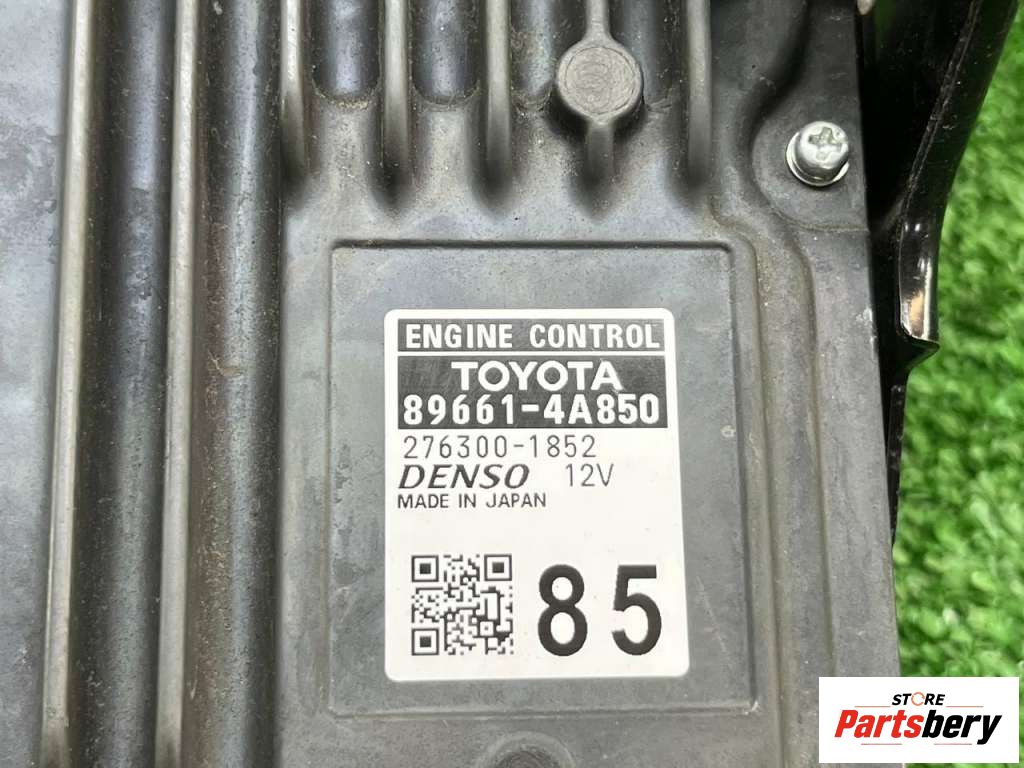 ENGINE CONTROL
TOYOTA
89661-4A850
276300-1852
DENSO 12V
MADE IN JAPAN
85
STORE
Partsbery